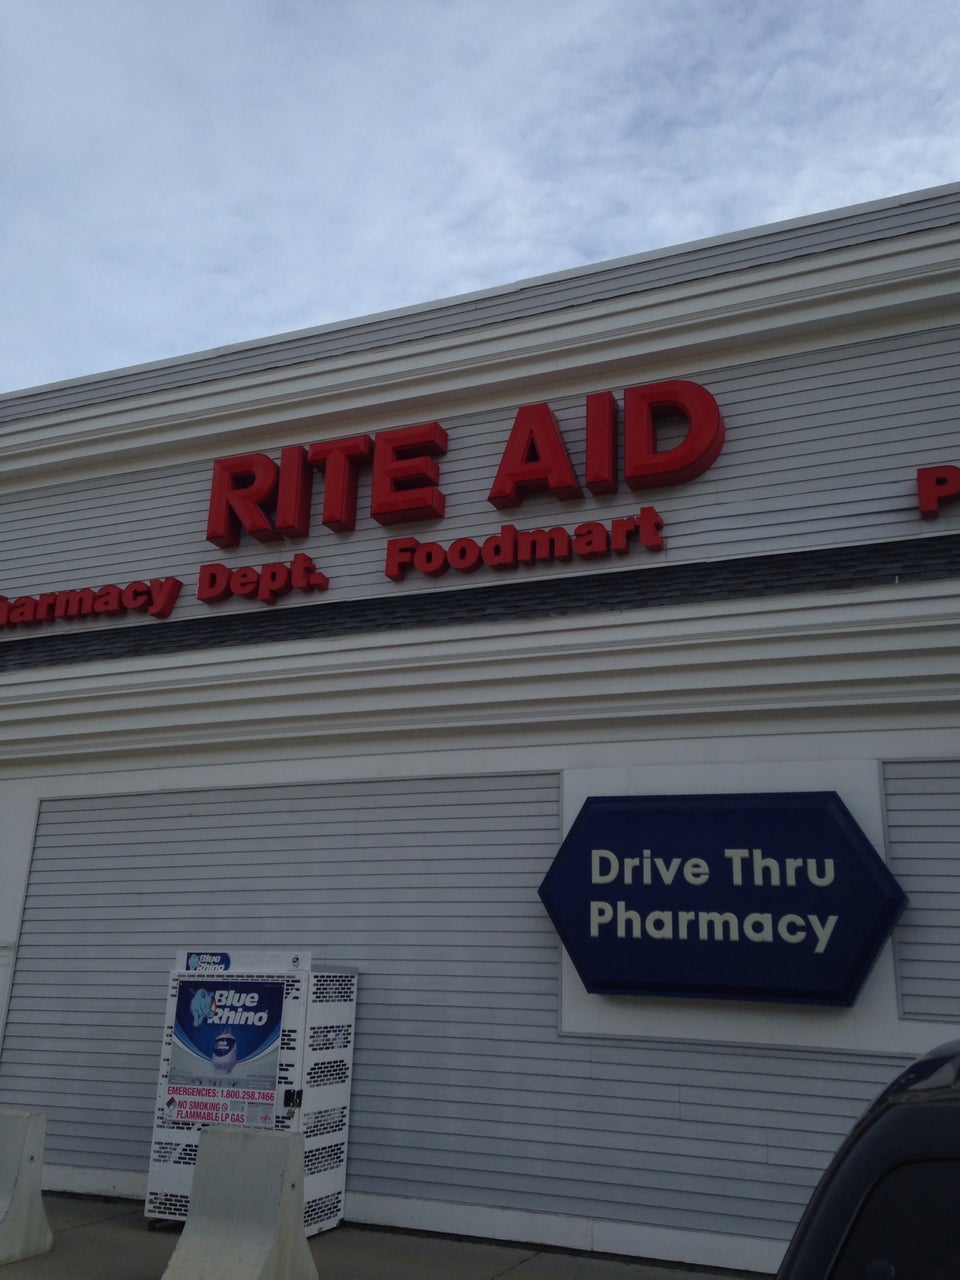 RITE AID
harmacy Dept. Foodmart
P
Drive Thru
Pharmacy
Blue
Rhino
Blue
Rhino
EMERGENCIES: 1.800.258.7466
NO SMOKING
FLAMMABLE LP GAS